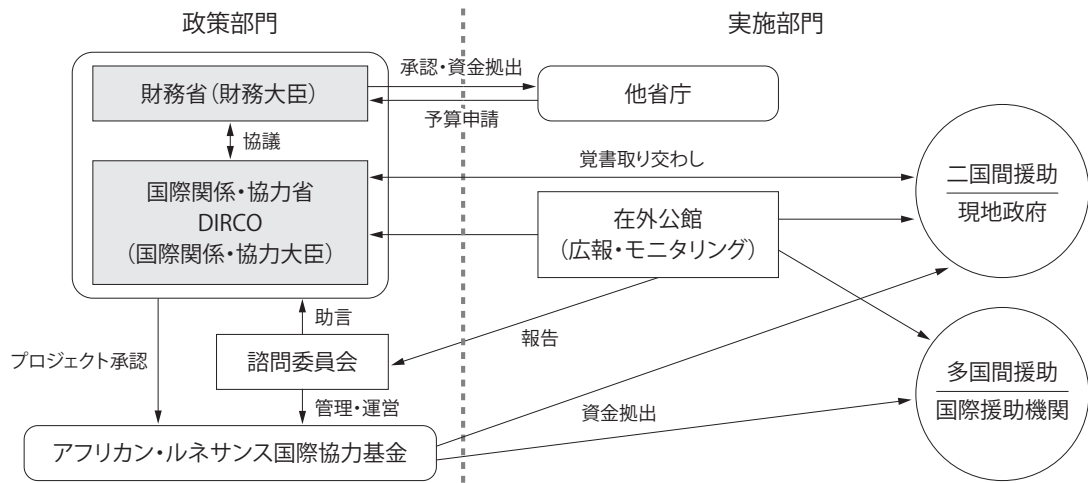 政策部門
実施部門
財務省（財務大臣）
承認・資金拠出
他省庁
予算申請
協議
覚書取り交わし
二国間援助
現地政府
国際関係・協力省
DIRCO
（国際関係・協力大臣）
在外公館
（広報・モニタリング）
助言
報告
プロジェクト承認
諮問委員会
多国間援助
国際援助機関
管理・運営
資金拠出
アフリカン・ルネサンス国際協力基金